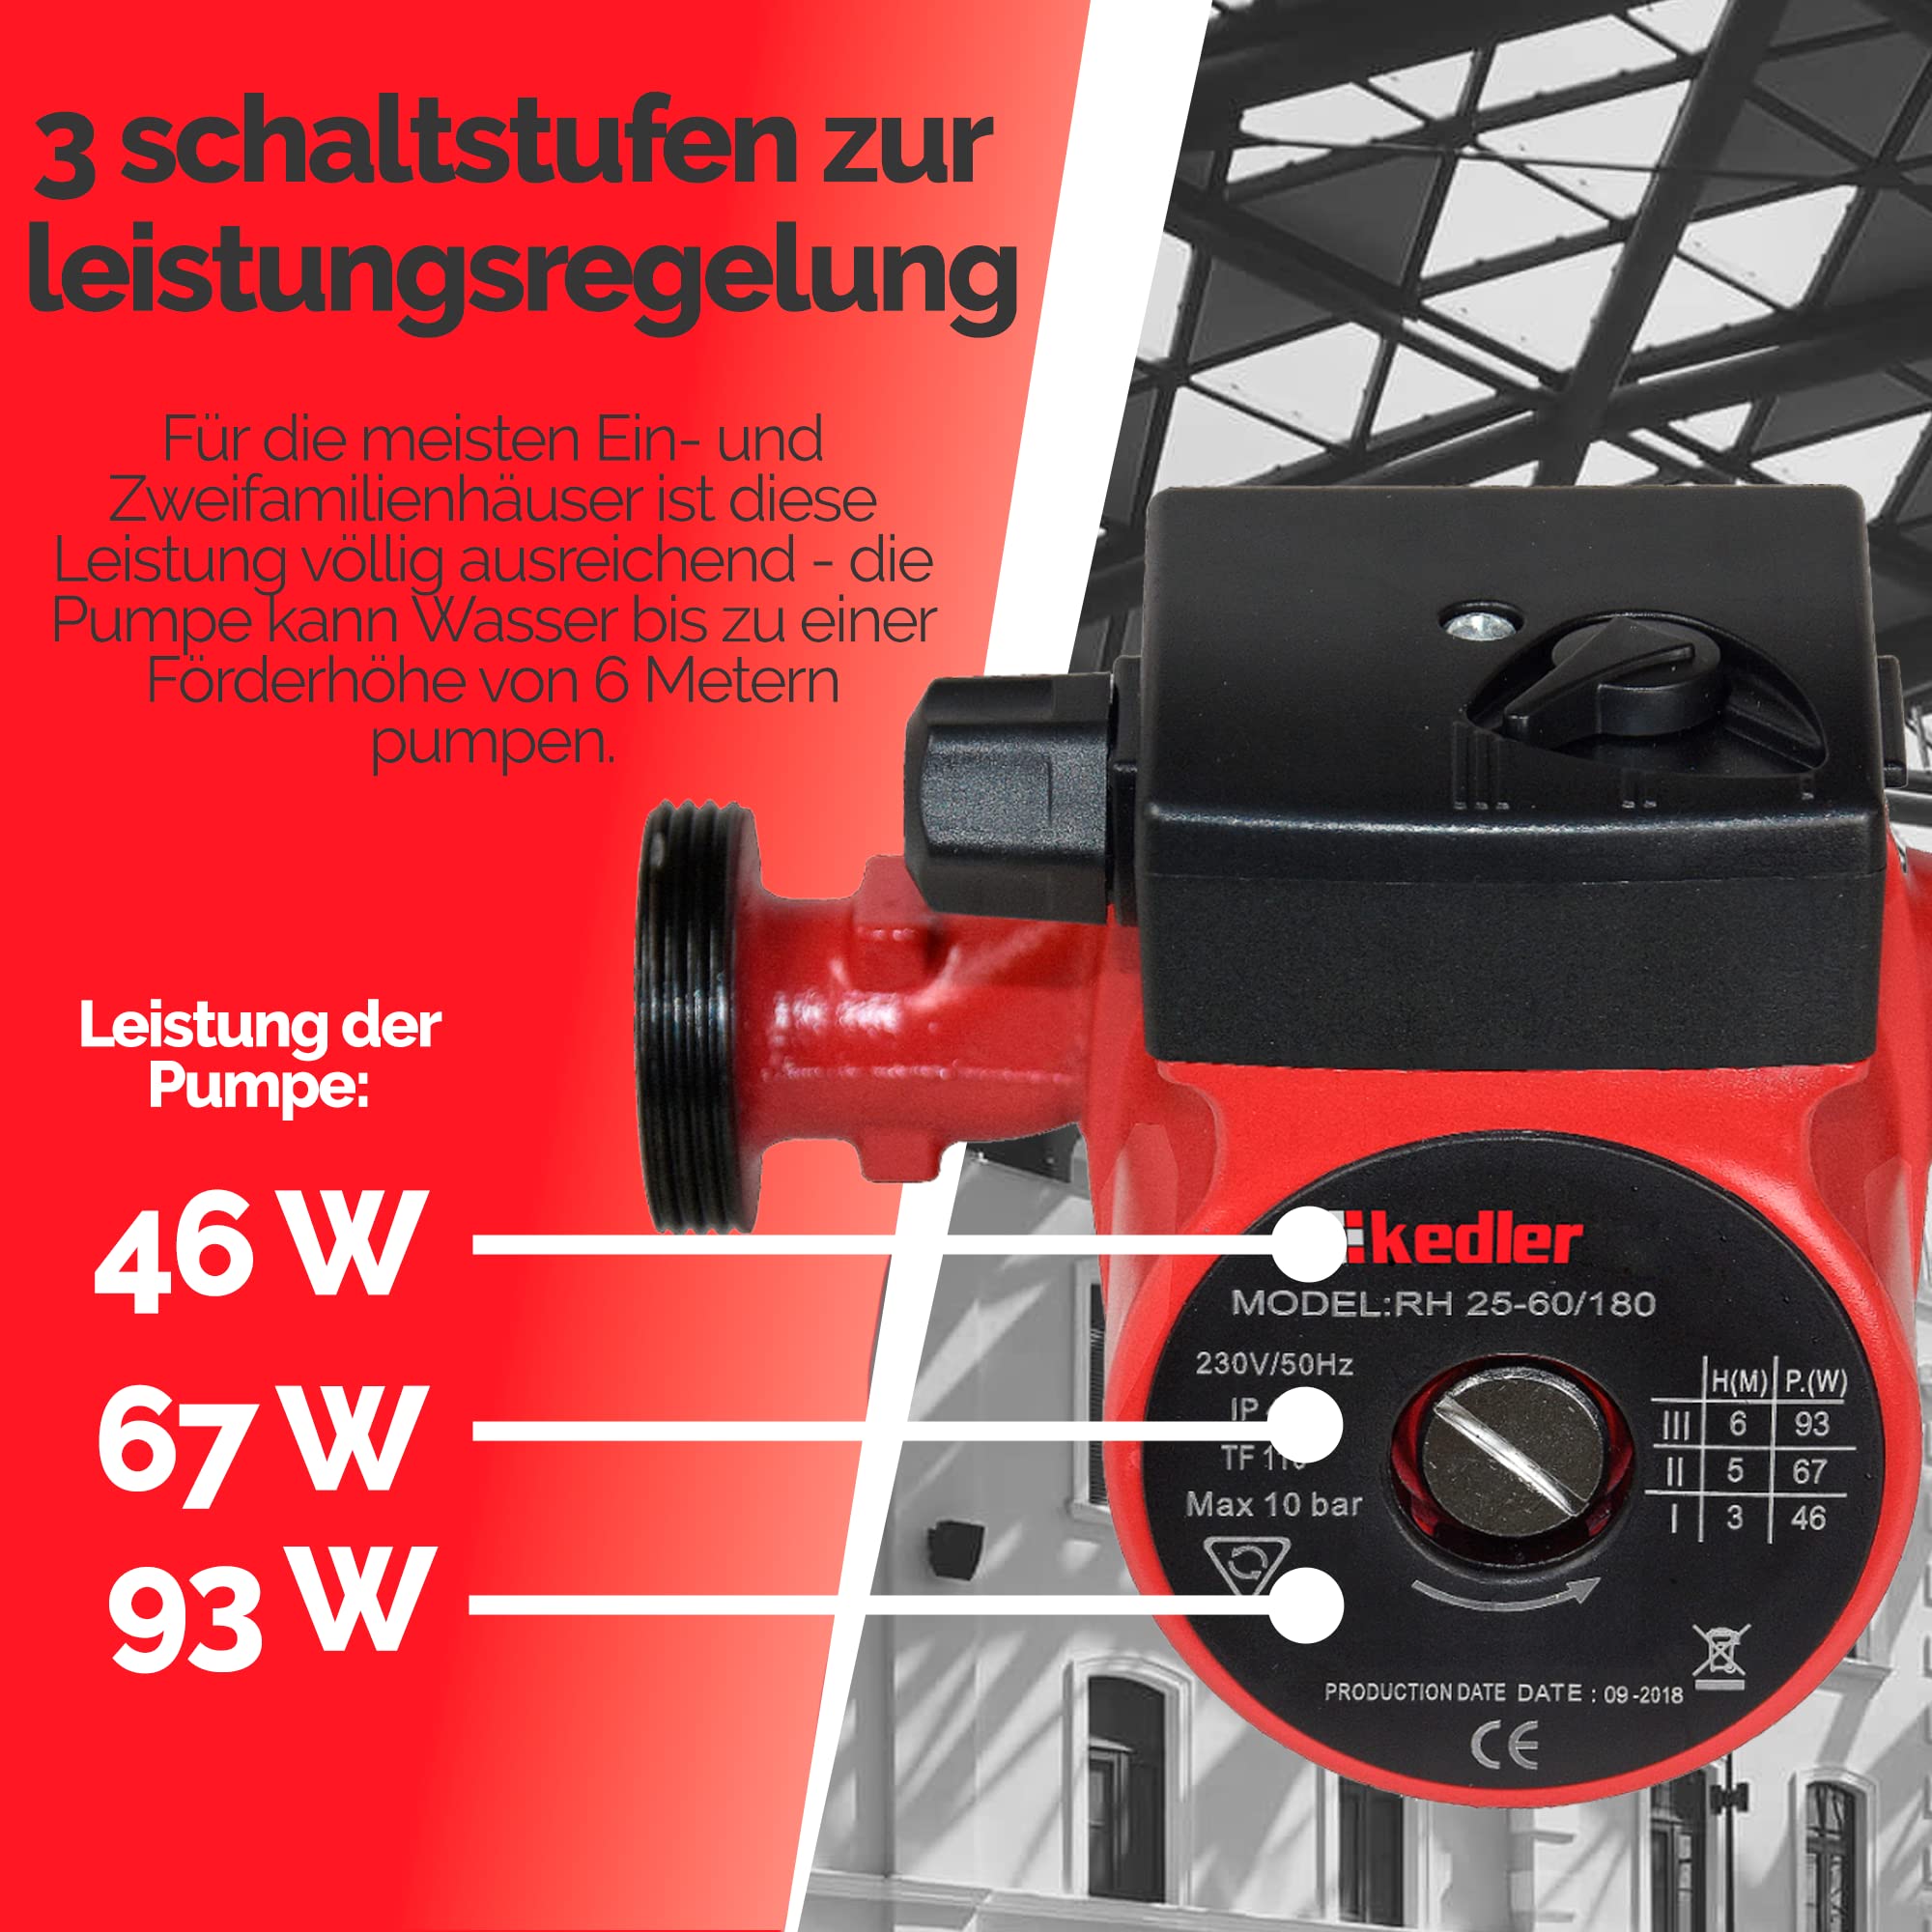 3 schaltstufen zur
leistungsregelung
Für die meisten Ein- und
Zweifamilienhäuser ist diese
Leistung völlig ausreichend - die
Pumpe kann Wasser bis zu einer
Förderhöhe von 6 Metern
pumpen.
Leistung der
Pumpe:
46 W
67 W
93 W
kedler
MODEL:RH 25-60/180
230V/50Hz
IP
TF
Max 10 bar
H(M) P.(W)
III 6 93
II 5 67
I 3 46
PRODUCTION DATE DATE : 09-2018
CE